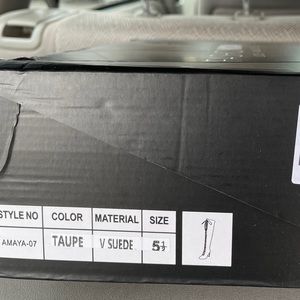 STYLE NO COLOR MATERIAL SIZE
AMAYA-07 TAUPE V SUEDE 5½